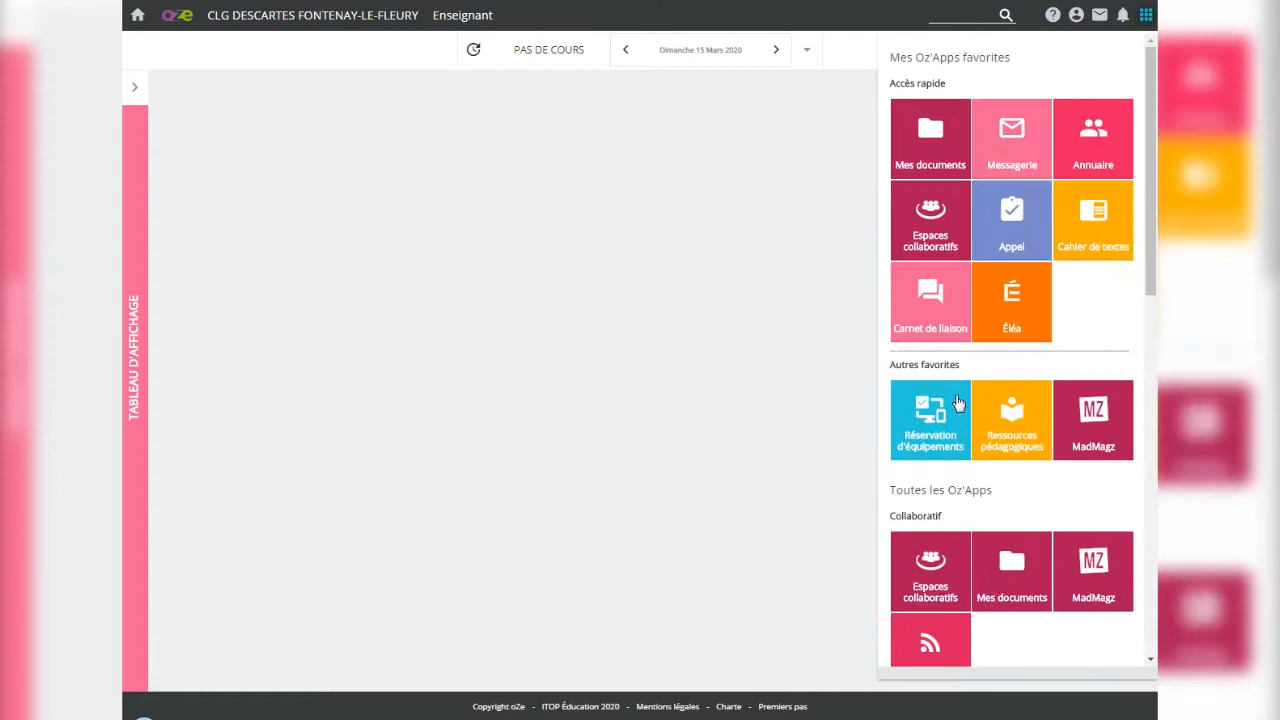 oZe CLG DESCARTES FONTENAY-LE-FLEURY Enseignant
PAS DE COURS
Dimanche 15 Mars 2020
TABLEAU D'AFFICHAGE
Mes Oz'Apps favorites
Accès rapide
Mes documents
Messagerie
Annuaire
Espaces
collaboratifs
Appel
Cahier de textes
Carnet de liaison
É
Éléa
Autres favorites
Réservation
d'équipements
Ressources
pédagogiques
MZ
MadMagz
Toutes les Oz'Apps
Collaboratif
Espaces
collaboratifs
Mes documents
MZ
MadMagz
Copyright oZe - ITOP Éducation 2020 - Mentions légales - Charte - Premiers pas